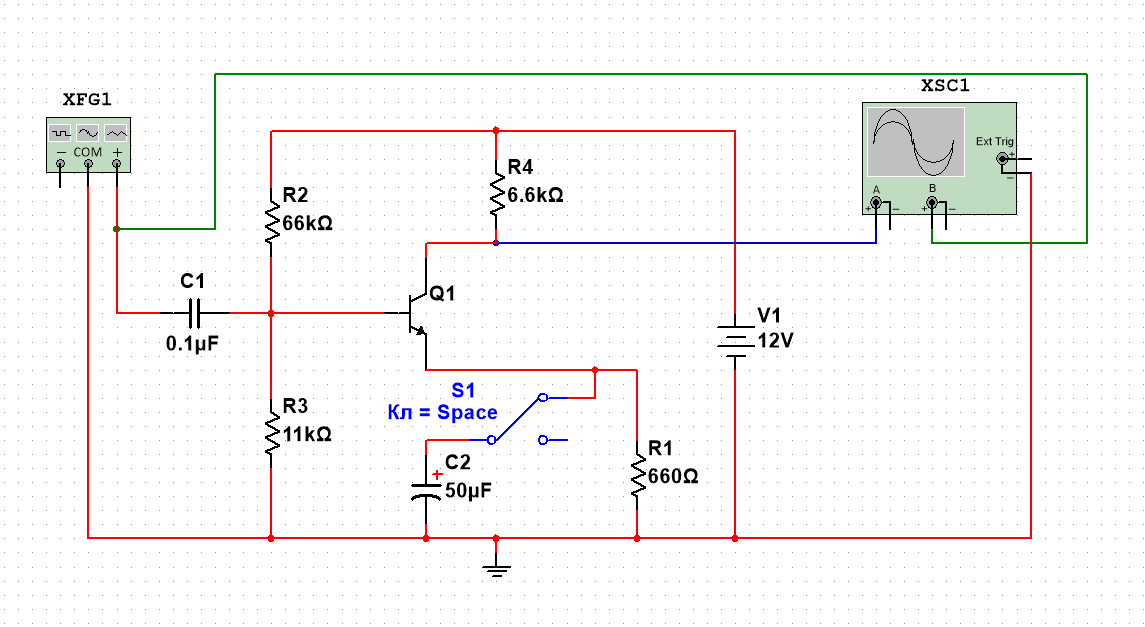 XFG1
COM
XSC1
Ext Trig
A
B
R2
66kΩ
R4
6.6kΩ
C1
0.1µF
Q1
V1
12V
S1
Кл = Space
R3
11kΩ
C2
50µF
R1
660Ω